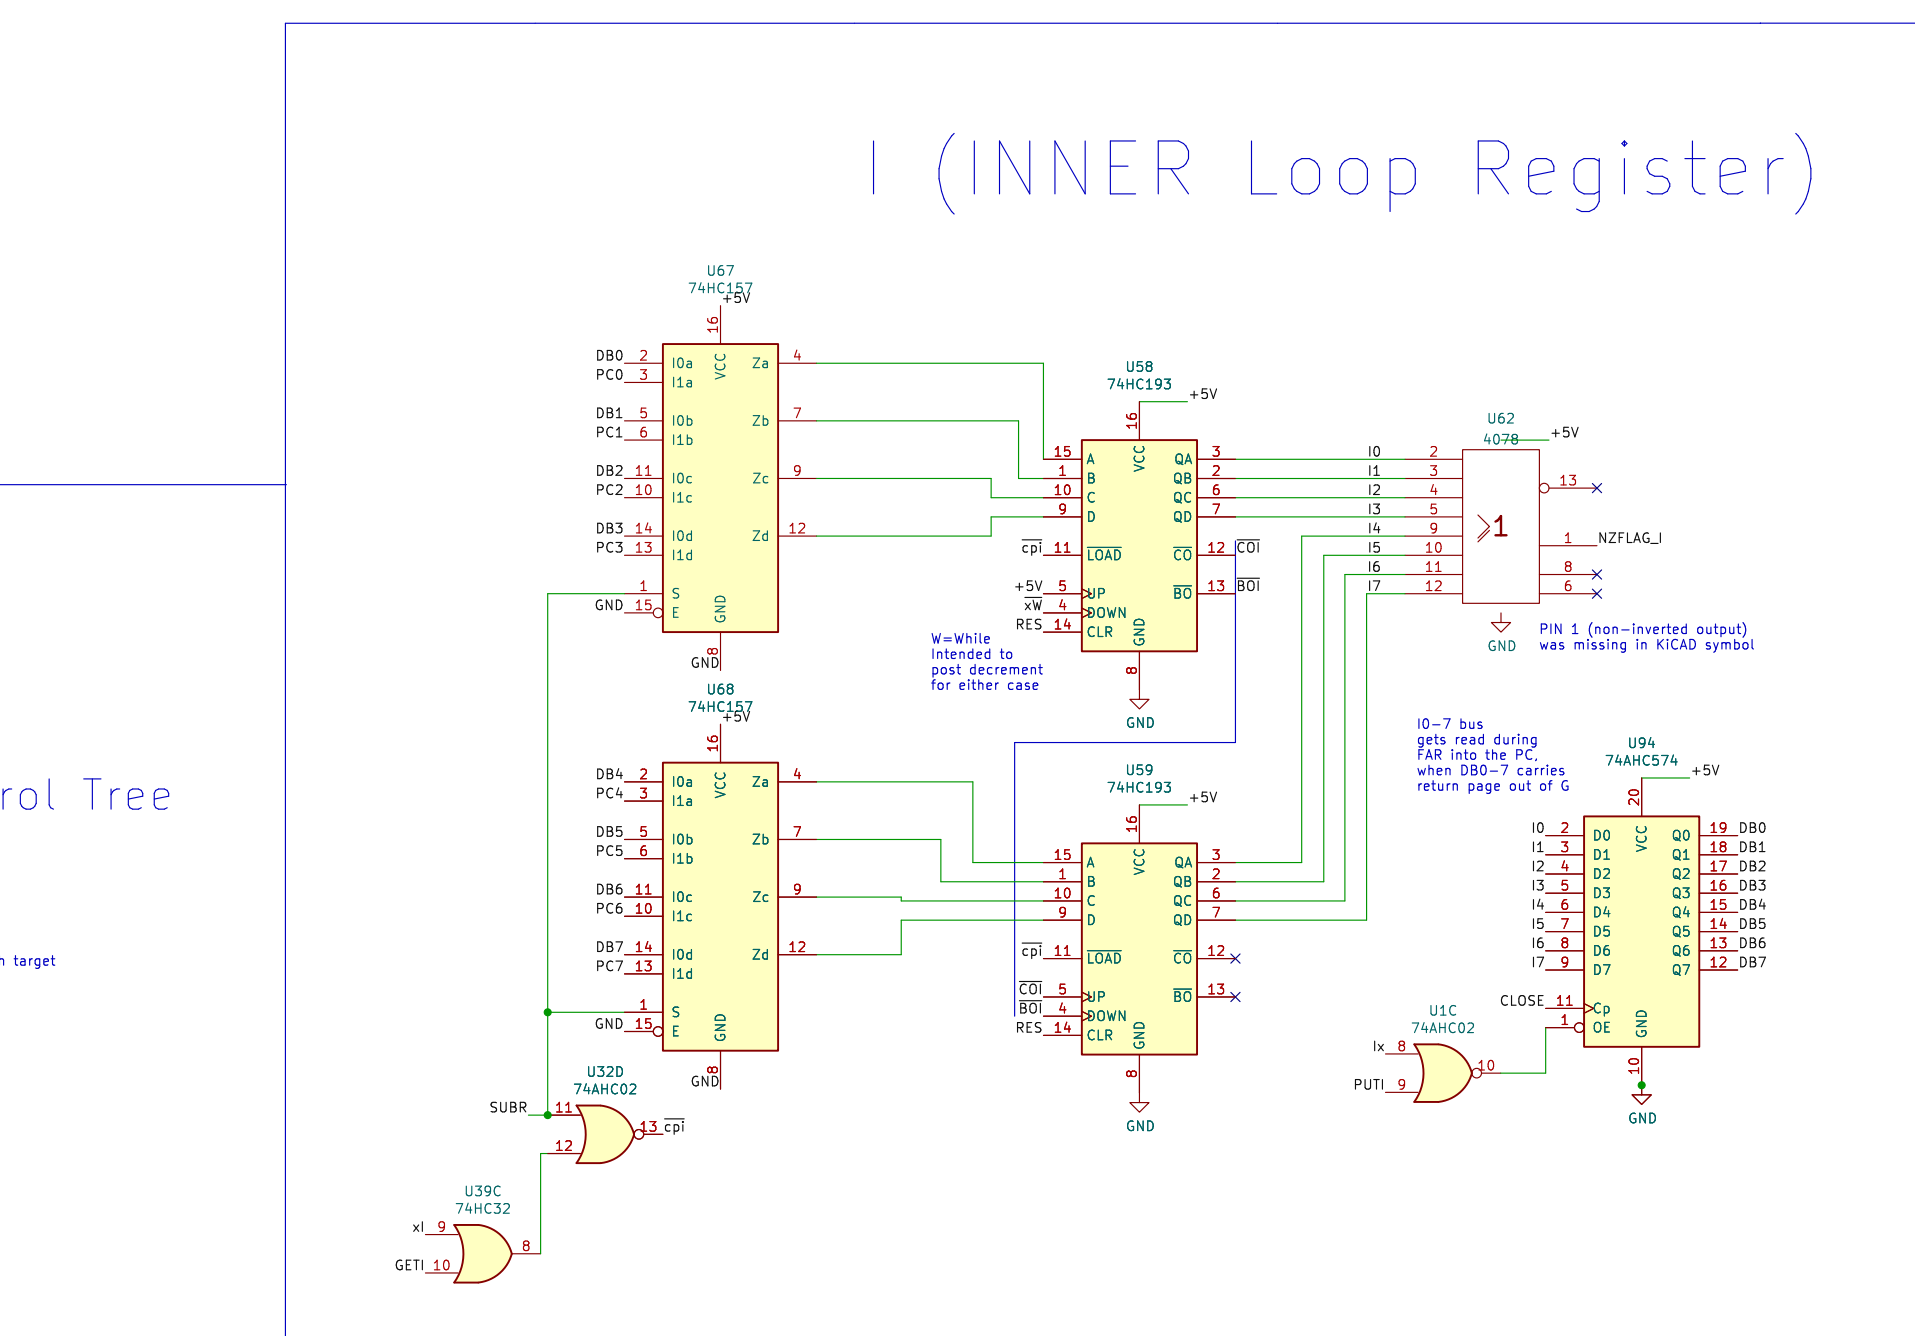 I (INNER Loop Register)
rol Tree
n target
U67
74HC157
+5V
16
VCC
DB0 2 I0a Za 4
PC0 3 I1a
DB1 5 I0b Zb 7
PC1 6 I1b
DB2 11 I0c Zc 9
PC2 10 I1c
DB3 14 I0d Zd 12
PC3 13 I1d
1 S
GND 15 E
GND
8
GND
U68
74HC157
+5V
16
VCC
DB4 2 I0a Za 4
PC4 3 I1a
DB5 5 I0b Zb 7
PC5 6 I1b
DB6 11 I0c Zc 9
PC6 10 I1c
DB7 14 I0d Zd 12
PC7 13 I1d
1 S
GND 15 E
GND
8
GND
U32D
74AHC02
SUBR 11
12
13 cpi
U39C
74HC32
xI 9
GETI 10
8
U58
74HC193
+5V
16
VCC
15 A QA 3
1 B QB 2
10 C QC 6
9 D QD 7
cpi 11 LOAD CO 12 COI
+5V 5 UP BO 13 BOI
xW 4 DOWN
RES 14 CLR
GND
8
GND
W=While
Intended to
post decrement
for either case
U59
74HC193
+5V
16
VCC
15 A QA 3
1 B QB 2
10 C QC 6
9 D QD 7
cpi 11 LOAD CO 12
COI 5 UP BO 13
BOI 4 DOWN
RES 14 CLR
GND
8
GND
U62
4078
+5V
I0 2
I1 3
I2 4
I3 5
I4 9
I5 10
I6 11
I7 12
≥1
13
1 NZFLAG_I
8
6
GND
PIN 1 (non-inverted output)
was missing in KiCAD symbol
I0-7 bus
gets read during
FAR into the PC,
when DB0-7 carries
return page out of G
U94
74AHC574
+5V
20
VCC
I0 2 D0 Q0 19 DB0
I1 3 D1 Q1 18 DB1
I2 4 D2 Q2 17 DB2
I3 5 D3 Q3 16 DB3
I4 6 D4 Q4 15 DB4
I5 7 D5 Q5 14 DB5
I6 8 D6 Q6 13 DB6
I7 9 D7 Q7 12 DB7
CLOSE 11 Cp
1 OE
GND
10
GND
U1C
74AHC02
Ix 8
PUTI 9
10